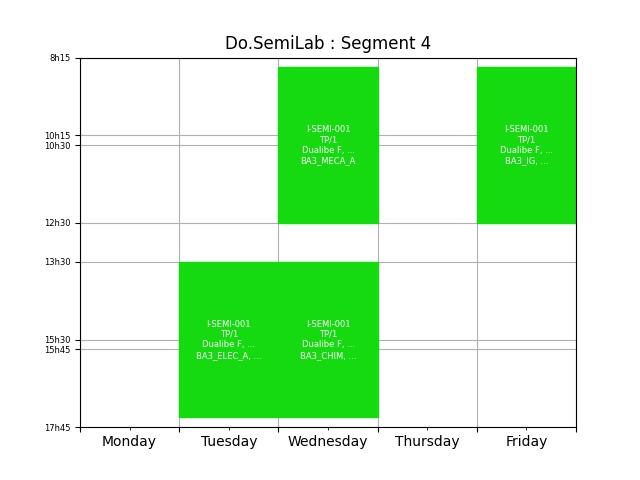 Do.SemiLab : Segment 4
8h15
10h15
10h30
12h30
13h30
15h30
15h45
17h45
I-SEMI-001
TP/1
Dualibe F, ...
BA3_MECA_A
I-SEMI-001
TP/1
Dualibe F, ...
BA3_IG, ...
I-SEMI-001
TP/1
Dualibe F, ...
BA3_ELEC_A, ...
I-SEMI-001
TP/1
Dualibe F, ...
BA3_CHIM, ...
Monday
Tuesday
Wednesday
Thursday
Friday